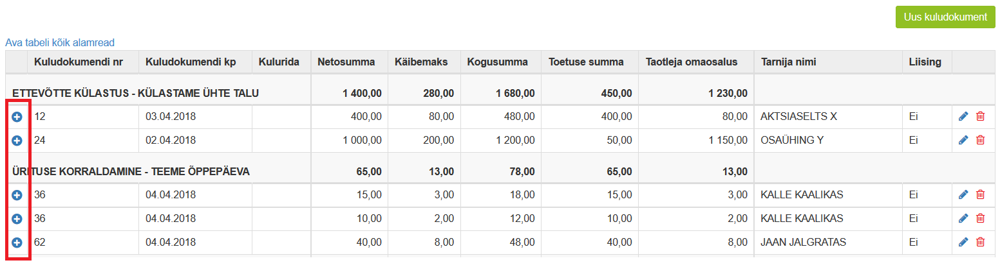 Uus kuludokument
Ava tabeli kõik alamread
Kuludokumendi nr Kuludokumendi kp Kulurida Netosumma Käibemaks Kogusumma Toetuse summa Taotleja omaosalus Tarnija nimi Liising
ETTEVÕTTE KÜLASTUS - KÜLASTAME ÜHTE TALU 1 400,00 280,00 1 680,00 450,00 1 230,00
12 03.04.2018 400,00 80,00 480,00 400,00 80,00 AKTSIASELTS X Ei
24 02.04.2018 1 000,00 200,00 1 200,00 50,00 1 150,00 OSAÜHING Y Ei
ÜRITUSE KORRALDAMINE - TEEME ÕPPEPÄEVA 65,00 13,00 78,00 65,00 13,00
36 04.04.2018 15,00 3,00 18,00 15,00 3,00 KALLE KAALIKAS Ei
36 04.04.2018 10,00 2,00 12,00 10,00 2,00 KALLE KAALIKAS Ei
62 04.04.2018 40,00 8,00 48,00 40,00 8,00 JAAN JALGRATAS Ei